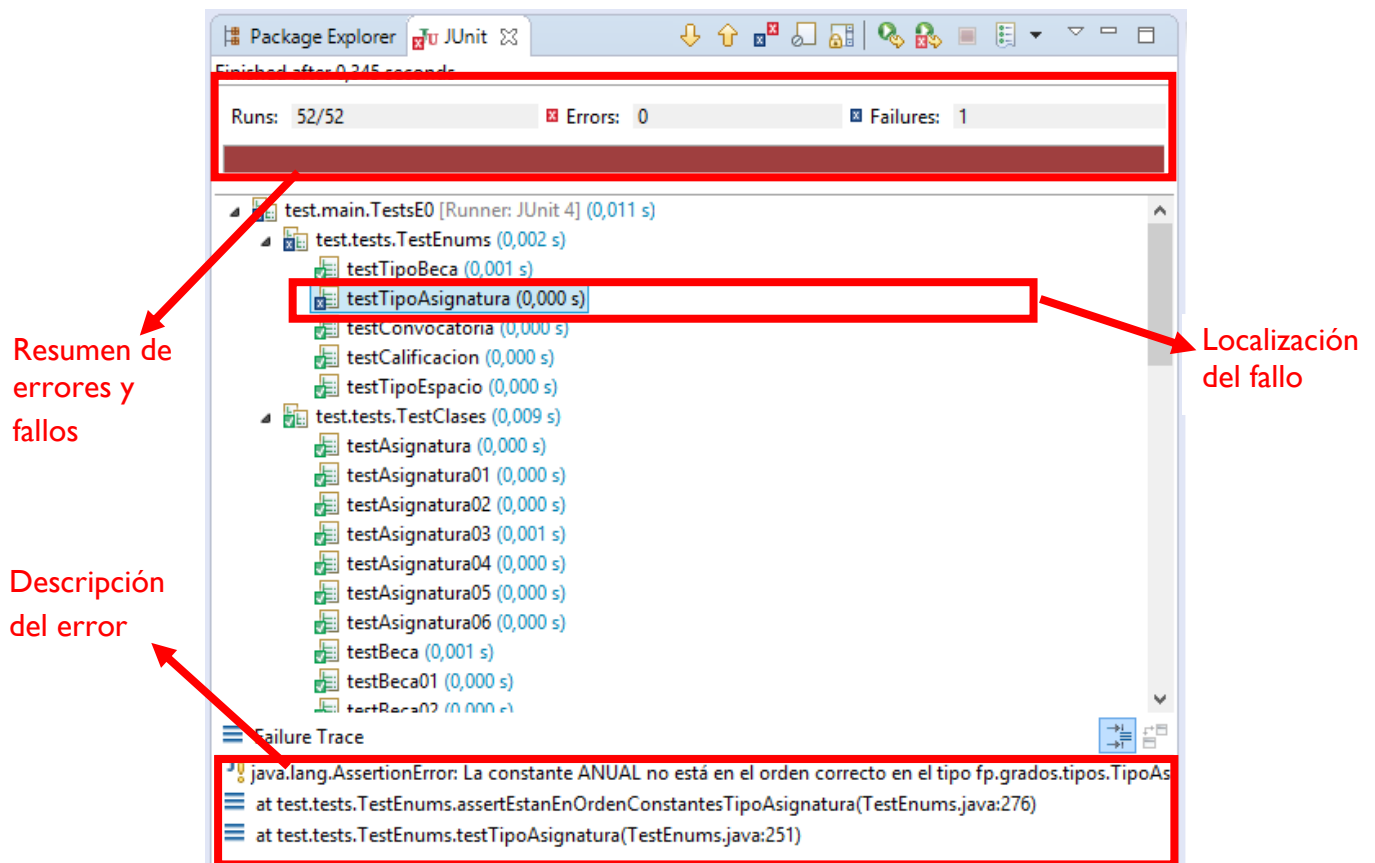 Package Explorer JUnit
Finished after 0,345 seconds
Runs: 52/52 Errors: 0 Failures: 1
test.main.TestsE0 [Runner: JUnit 4] (0,011 s)
test.tests.TestEnums (0,002 s)
testTipoBeca (0,001 s)
testTipoAsignatura (0,000 s)
testConvocatoria (0,000 s)
testCalificacion (0,000 s)
testTipoEspacio (0,000 s)
test.tests.TestClases (0,009 s)
testAsignatura (0,000 s)
testAsignatura01 (0,000 s)
testAsignatura02 (0,000 s)
testAsignatura03 (0,001 s)
testAsignatura04 (0,000 s)
testAsignatura05 (0,000 s)
testAsignatura06 (0,000 s)
testBeca (0,001 s)
testBeca01 (0,000 s)
testBeca02 (0,000 s)
Failure Trace
java.lang.AssertionError: La constante ANUAL no está en el orden correcto en el tipo fp.grados.tipos.TipoAs
at test.tests.TestEnums.assertEstanEnOrdenConstantesTipoAsignatura(TestEnums.java:276)
at test.tests.TestEnums.testTipoAsignatura(TestEnums.java:251)
Resumen de
errores y
fallos
Localización
del fallo
Descripción
del error